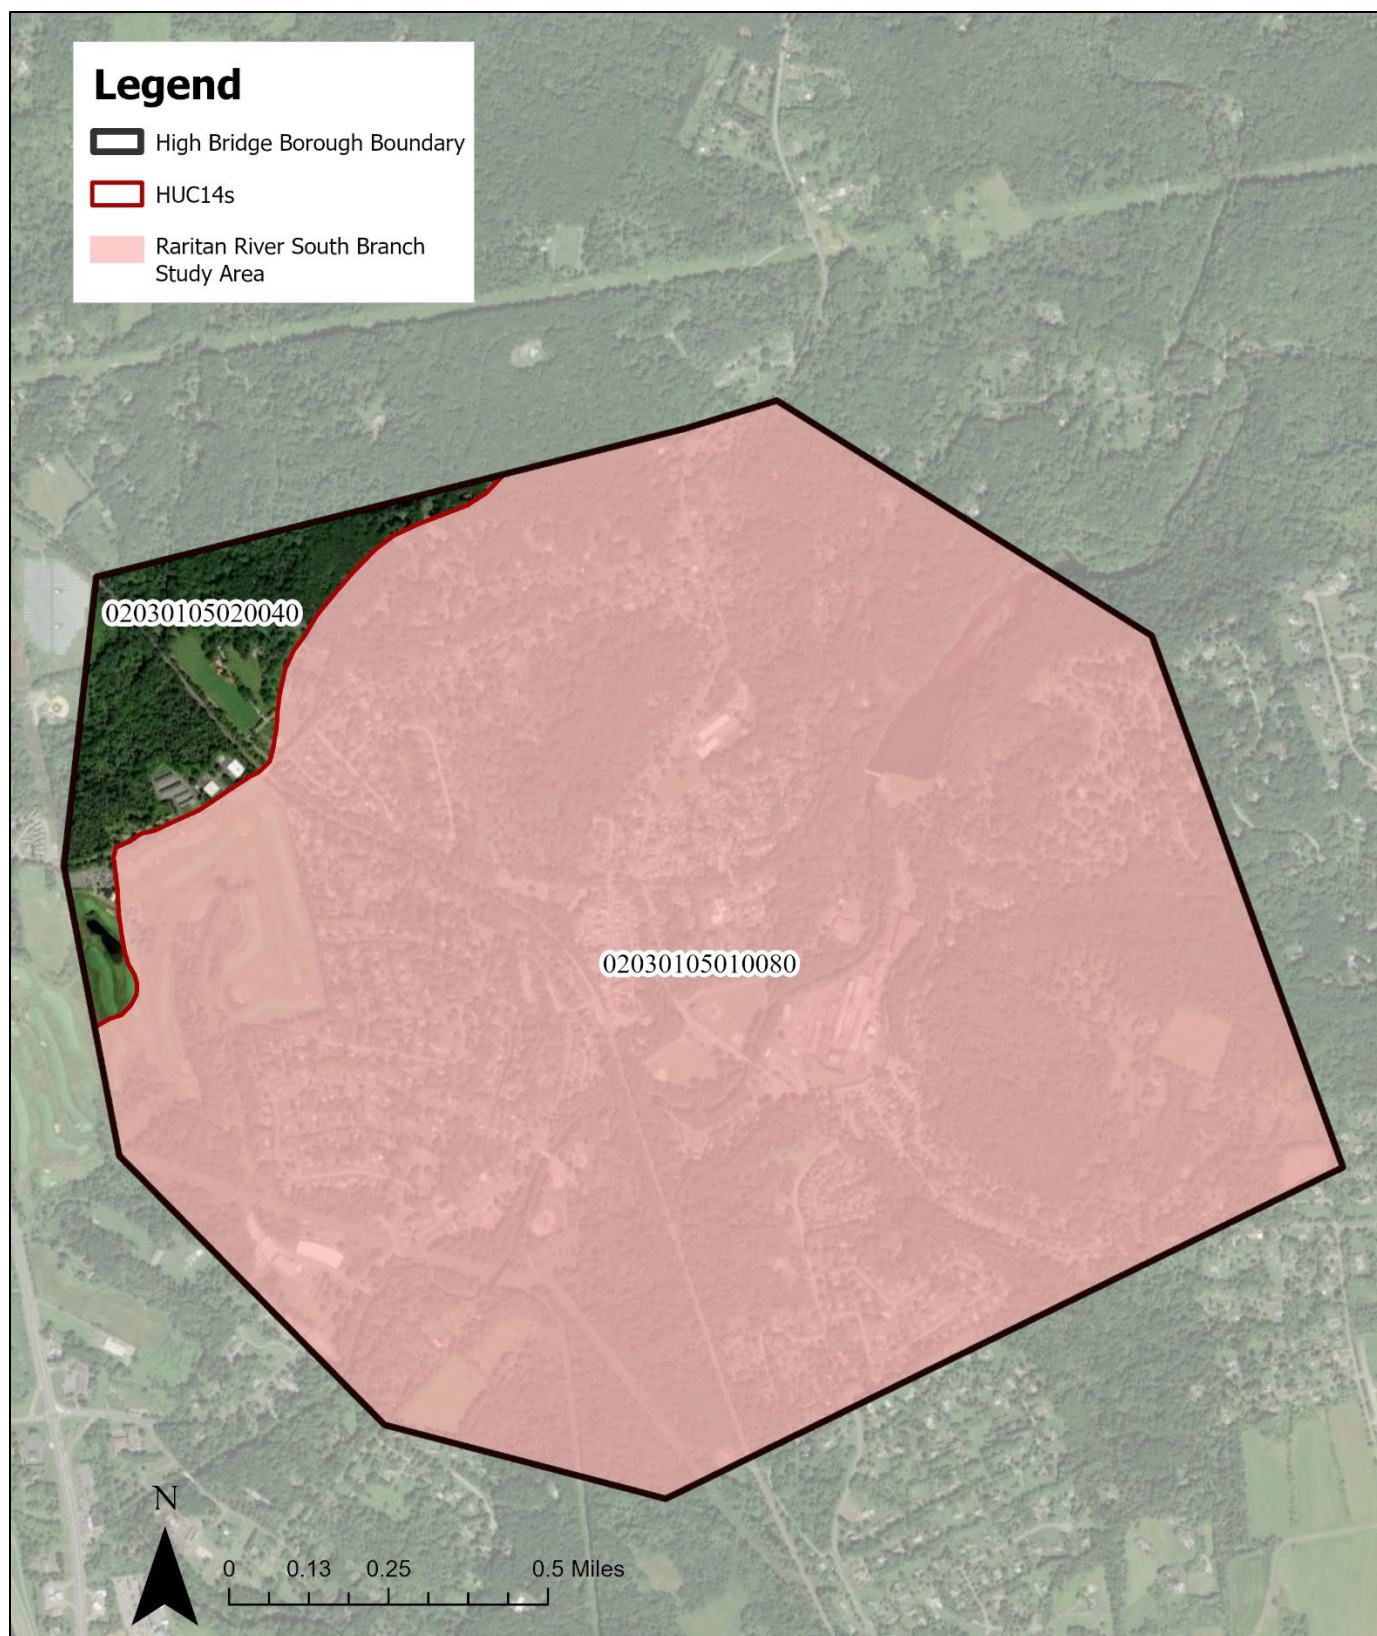 Legend
High Bridge Borough Boundary
HUC14s
Raritan River South Branch
Study Area
02030105020040
02030105010080
N
0 0.13 0.25 0.5 Miles